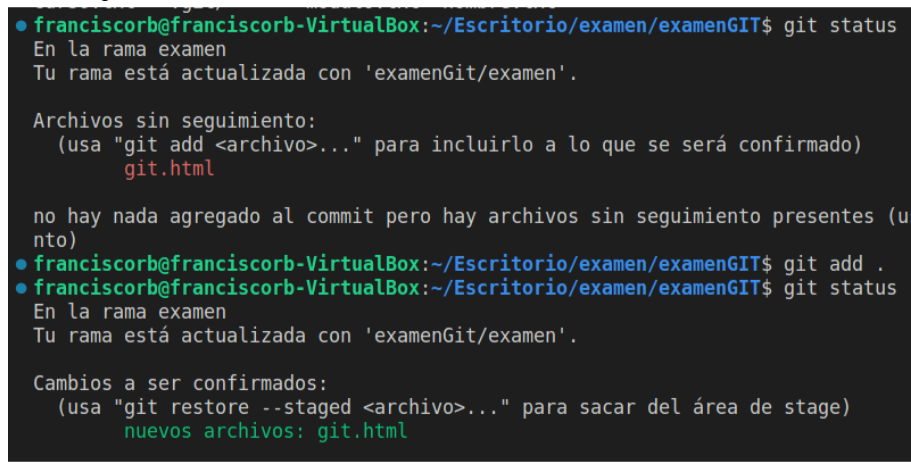 franciscorb@franciscorb-VirtualBox:~/Escritorio/examen/examenGIT$ git status
En la rama examen
Tu rama está actualizada con 'examenGit/examen'.
Archivos sin seguimiento:
(usa "git add <archivo>..." para incluirlo a lo que se será confirmado)
git.html
no hay nada agregado al commit pero hay archivos sin seguimiento presentes (u
nto)
franciscorb@franciscorb-VirtualBox:~/Escritorio/examen/examenGIT$ git add .
franciscorb@franciscorb-VirtualBox:~/Escritorio/examen/examenGIT$ git status
En la rama examen
Tu rama está actualizada con 'examenGit/examen'.
Cambios a ser confirmados:
(usa "git restore --staged <archivo>..." para sacar del área de stage)
nuevos archivos: git.html